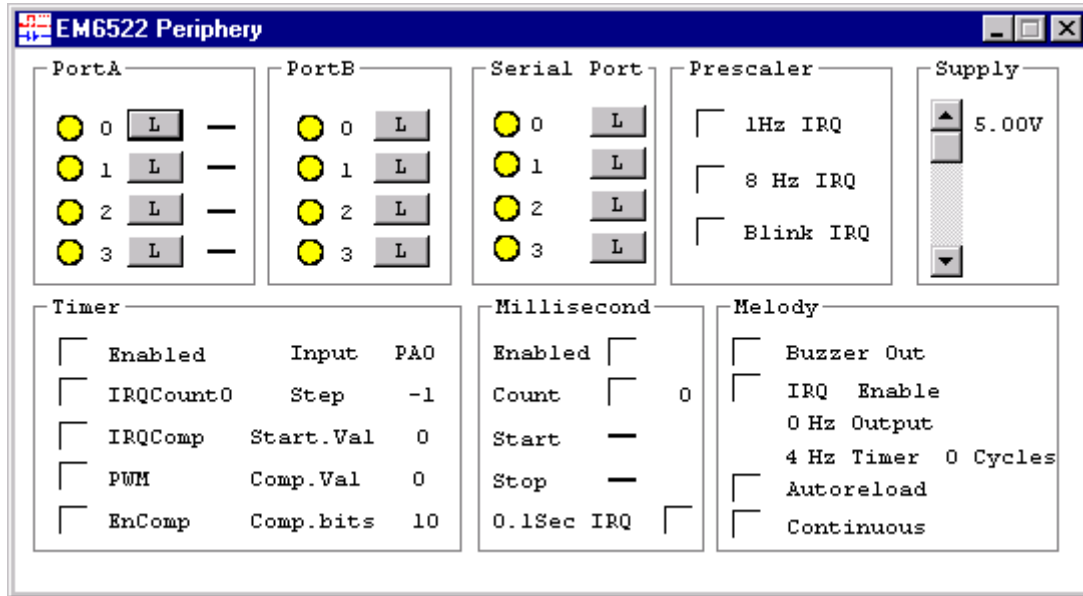 EM6522 Periphery
PortA
0 L
1 L
2 L
3 L
PortB
0 L
1 L
2 L
3 L
Serial Port
0 L
1 L
2 L
3 L
Prescaler
1Hz IRQ
8 Hz IRQ
Blink IRQ
Supply
5.00V
Timer
Enabled Input PA0
IRQCount0 Step -1
IRQComp Start.Val 0
PWM Comp.Val 0
EnComp Comp.bits 10
Millisecond
Enabled
Count 0
Start
Stop
0.1Sec IRQ
Melody
Buzzer Out
IRQ Enable
0 Hz Output
4 Hz Timer 0 Cycles
Autoreload
Continuous